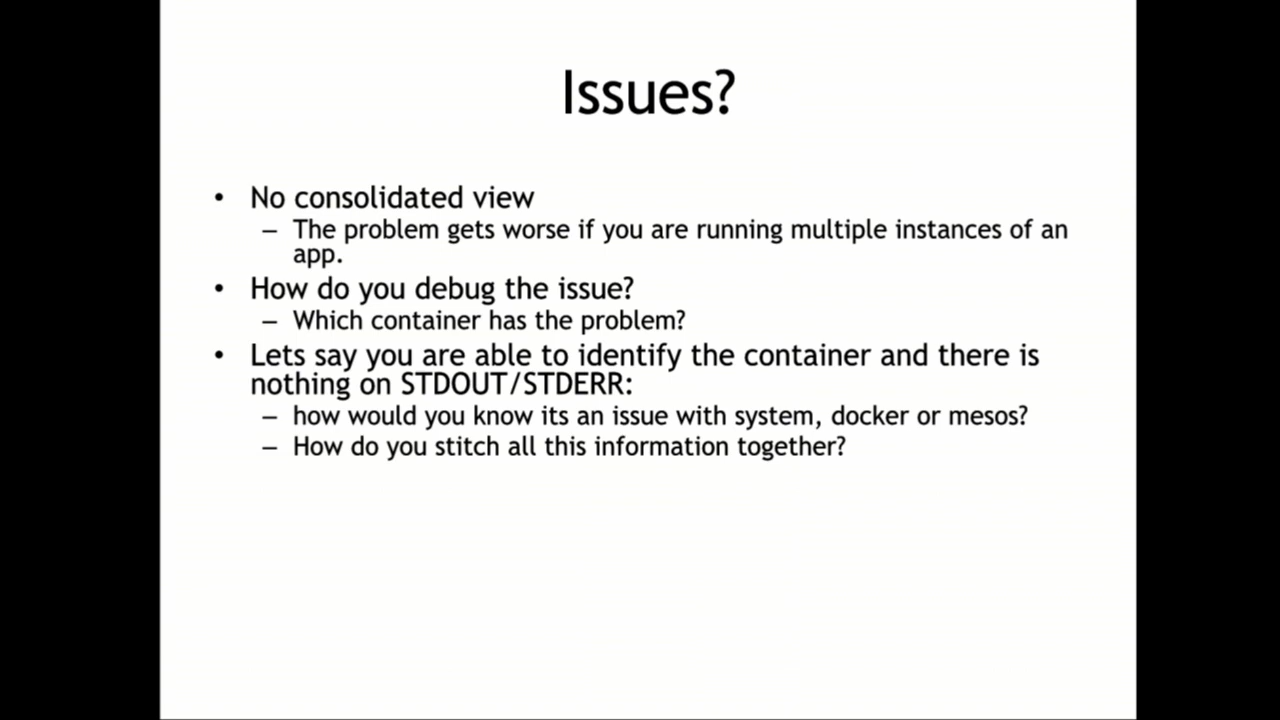 Issues?
• No consolidated view
– The problem gets worse if you are running multiple instances of an
app.
• How do you debug the issue?
– Which container has the problem?
• Lets say you are able to identify the container and there is
nothing on STDOUT/STDERR:
– how would you know its an issue with system, docker or mesos?
– How do you stitch all this information together?